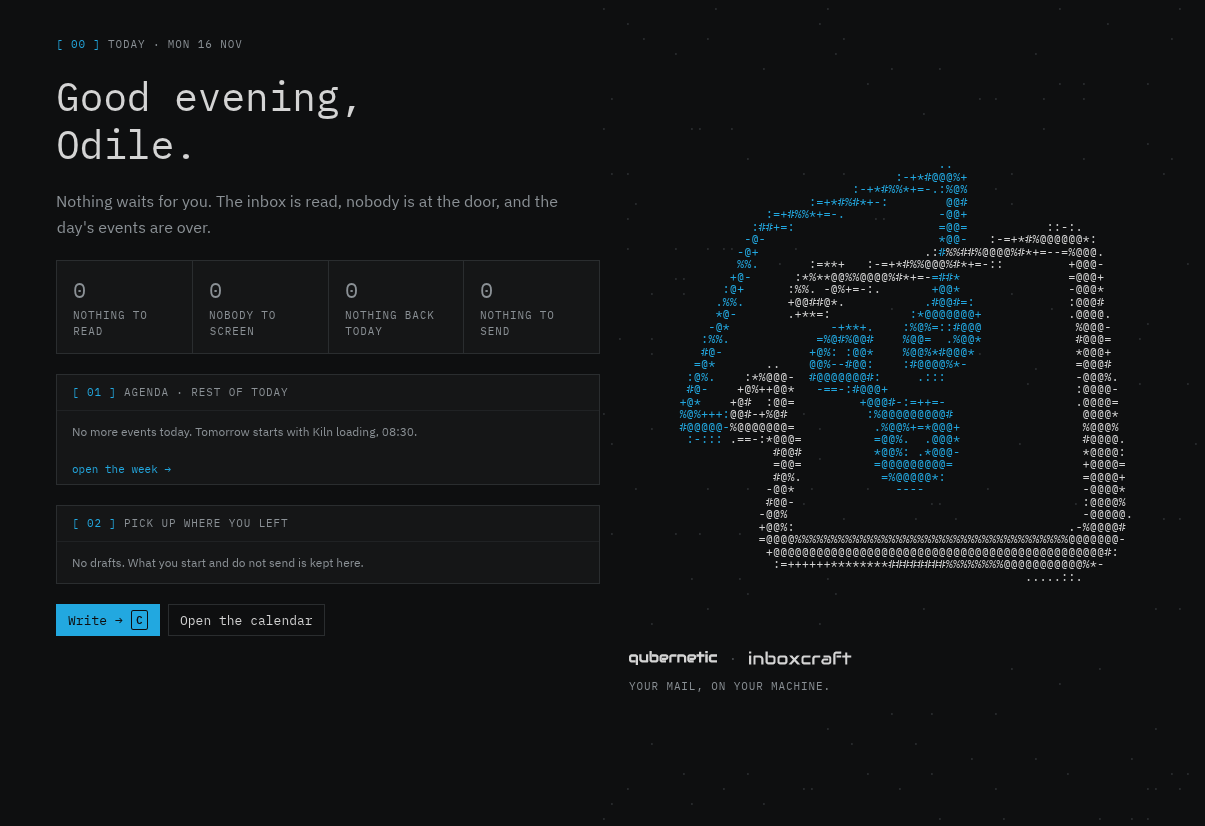 [ 00 ] TODAY · MON 16 NOV
Good evening,
Odile.
Nothing waits for you. The inbox is read, nobody is at the door, and the
day's events are over.
0
NOTHING TO
READ
0
NOBODY TO
SCREEN
0
NOTHING BACK
TODAY
0
NOTHING TO
SEND
[ 01 ] AGENDA · REST OF TODAY
No more events today. Tomorrow starts with Kiln loading, 08:30.
open the week →
[ 02 ] PICK UP WHERE YOU LEFT
No drafts. What you start and do not send is kept here.
Write → C
Open the calendar
qubernetic · inboxcraft
YOUR MAIL, ON YOUR MACHINE.